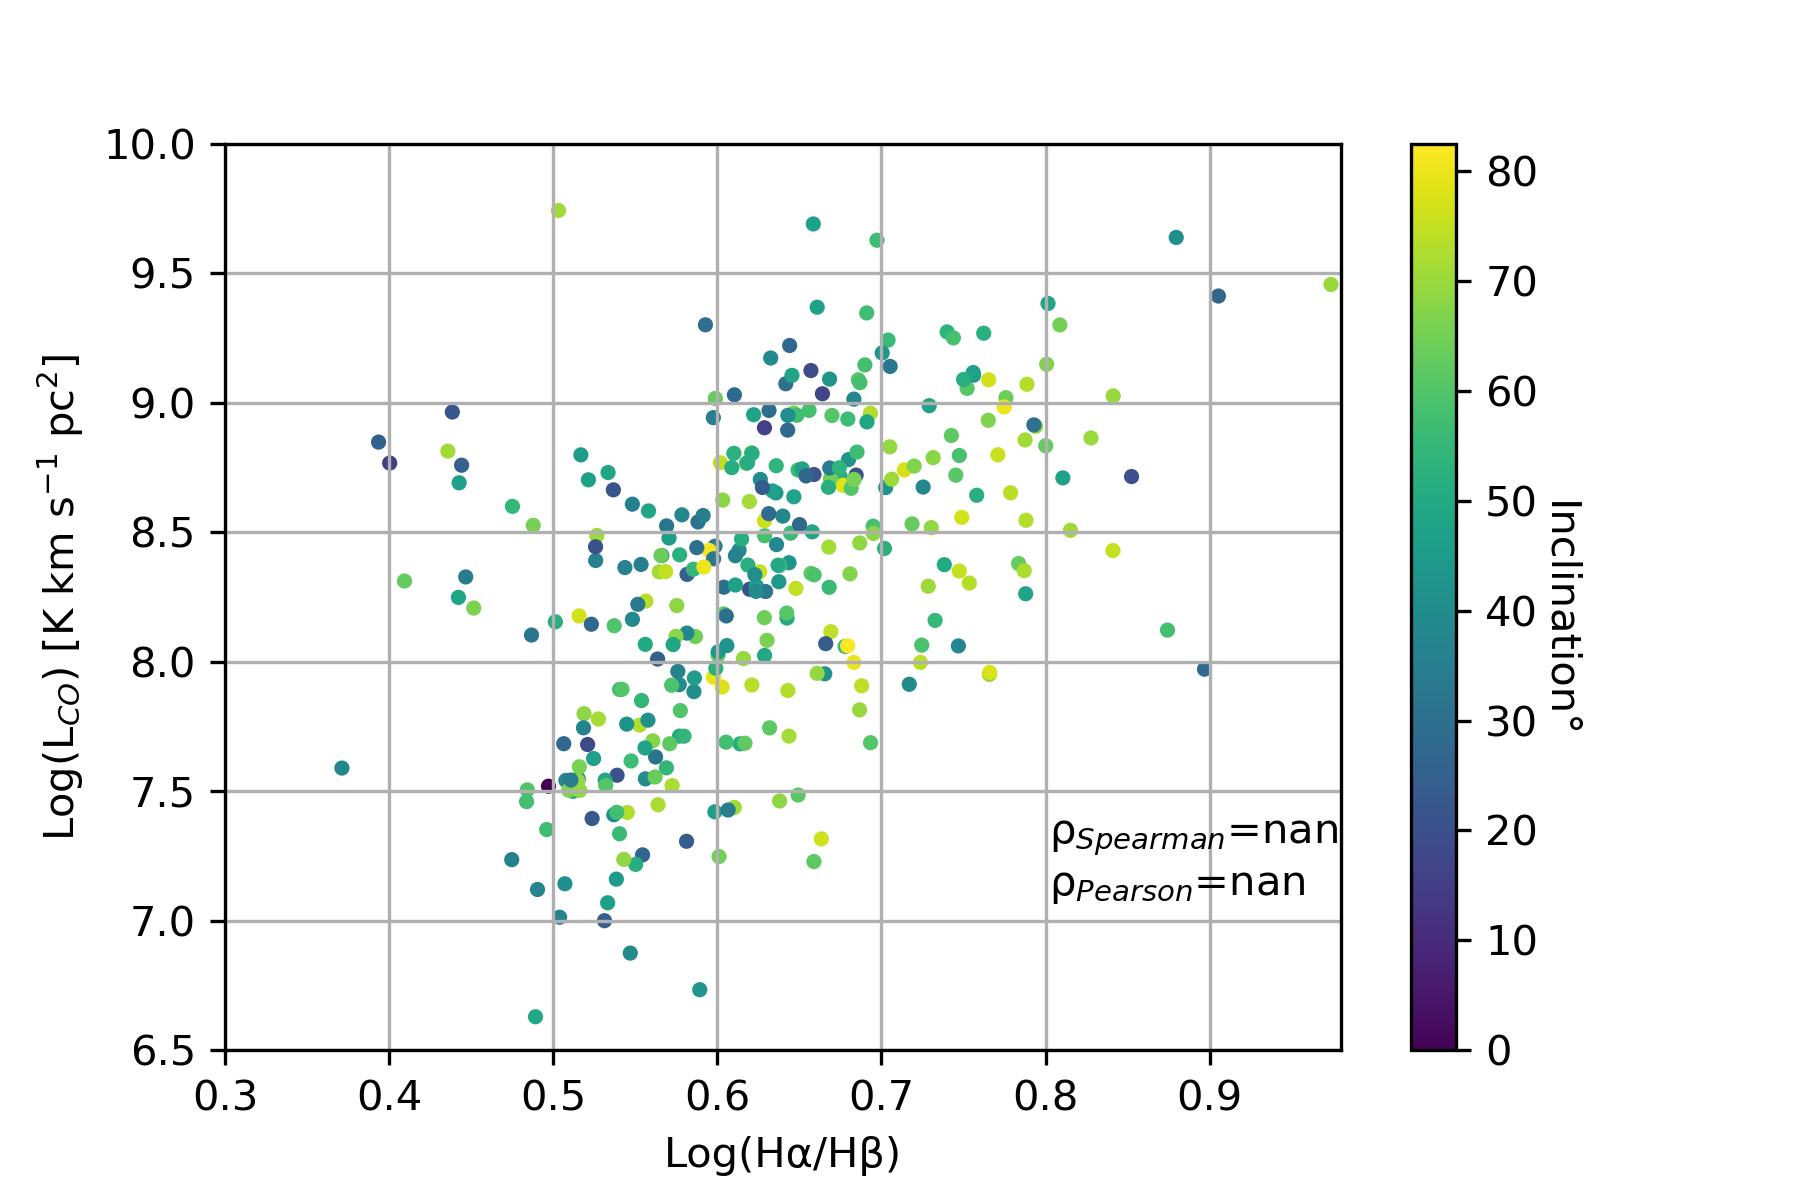 10.0
9.5
9.0
8.5
8.0
7.5
7.0
6.5
Log(L_CO) [K km s⁻¹ pc²]
0.3 0.4 0.5 0.6 0.7 0.8 0.9
Log(Hα/Hβ)
ρ_Spearman=nan
ρ_Pearson=nan
80
70
60
50
40
30
20
10
0
Inclination°